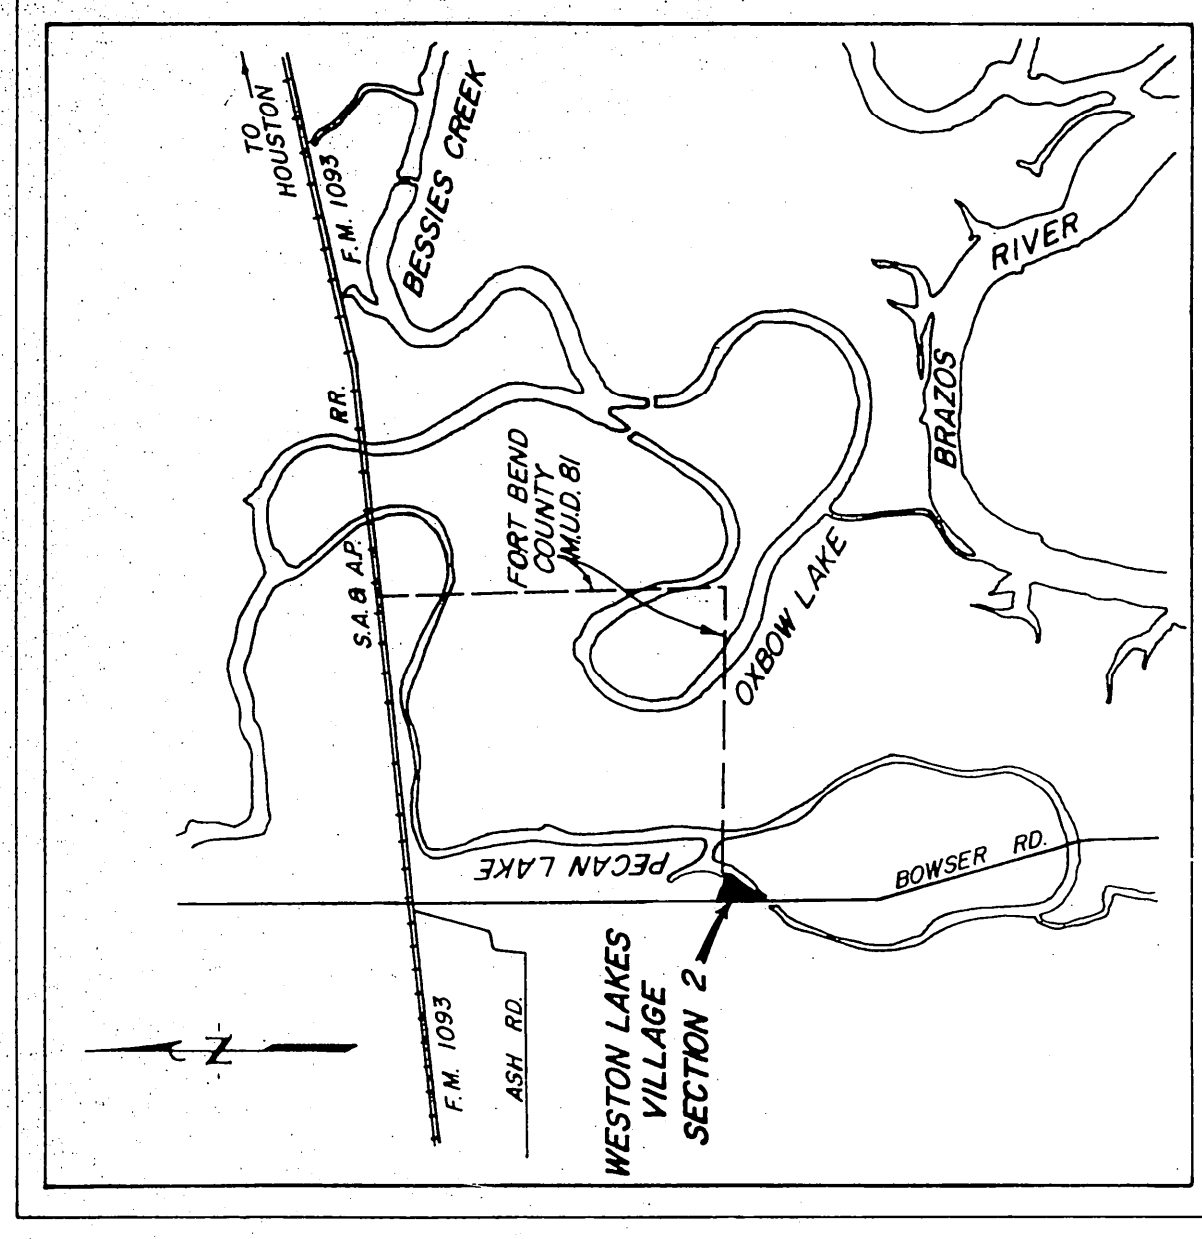 TO
HOUSTON
F.M. 1093
BESSIES CREEK
RIVER
BRAZOS
RR.
S.A. & A.P.
FORT BEND
COUNTY
M.U.D. 81
OXBOW LAKE
PECAN LAKE
BOWSER RD.
WESTON LAKES
VILLAGE
SECTION 2
F.M. 1093
ASH RD.
N